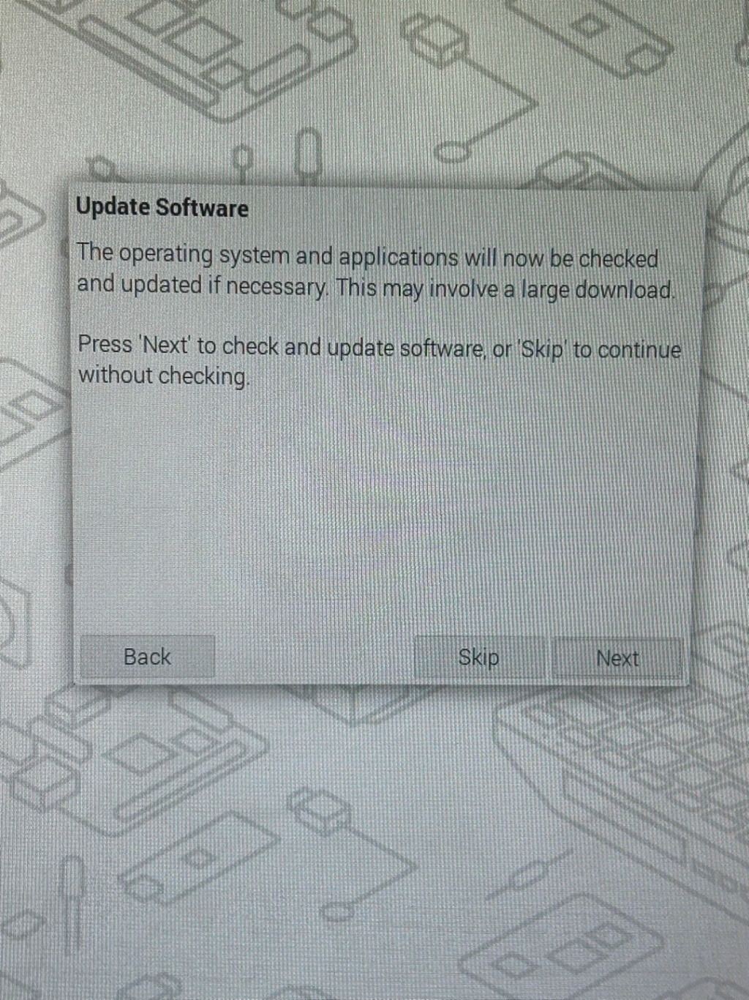 Update Software
The operating system and applications will now be checked
and updated if necessary. This may involve a large download.
Press 'Next' to check and update software, or 'Skip' to continue
without checking.
Back
Skip
Next